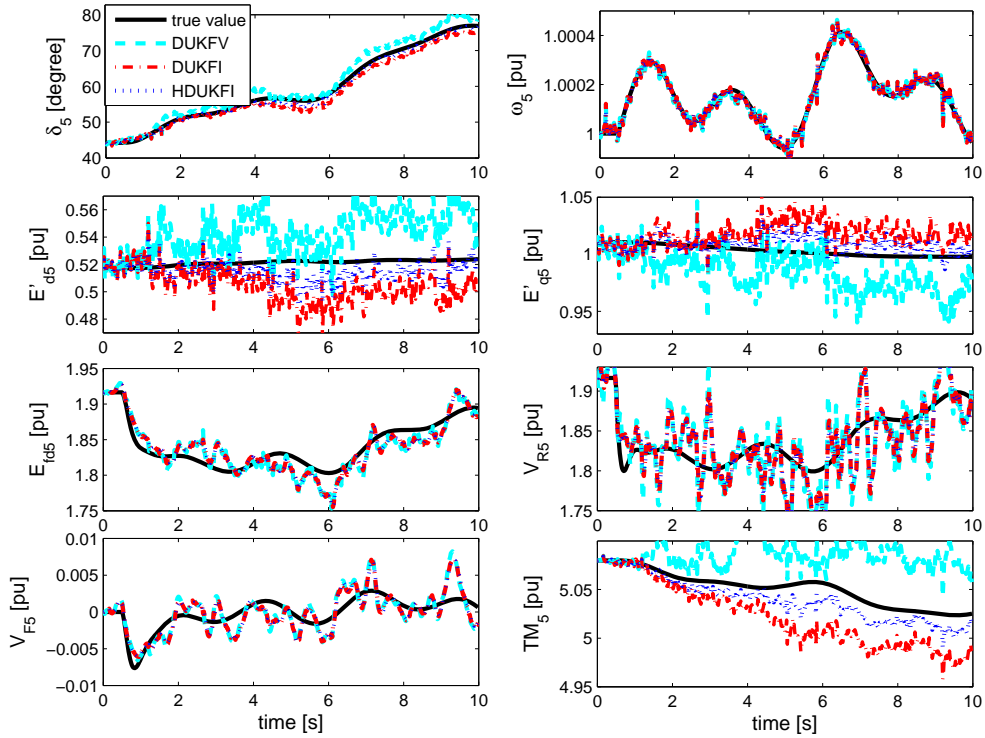 80
70
60
50
40
δ5 [degree]
true value
DUKFV
DUKFI
HDUKFI
0 2 4 6 8 10
1.0004
1.0002
1
ω5 [pu]
0 2 4 6 8 10
0.56
0.54
0.52
0.5
0.48
E'd5 [pu]
0 2 4 6 8 10
1.05
1
0.95
E'q5 [pu]
0 2 4 6 8 10
1.95
1.9
1.85
1.8
1.75
Efd5 [pu]
0 2 4 6 8 10
1.9
1.85
1.8
1.75
VR5 [pu]
0 2 4 6 8 10
0.01
0.005
0
−0.005
−0.01
VF5 [pu]
0 2 4 6 8 10
time [s]
5.05
5
4.95
TM5 [pu]
0 2 4 6 8 10
time [s]